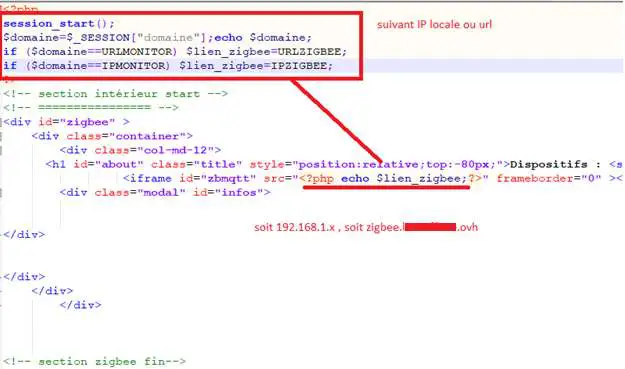 <?php
session_start();
suivant IP locale ou url
$domaine=$_SESSION["domaine"];echo $domaine;
if ($domaine==URLMONITOR) $lien_zigbee=URLZIGBEE;
if ($domaine==IPMONITOR) $lien_zigbee=IPZIGBEE;
<!-- section intérieur start -->
<!-- ================= -->
<div id="zigbee" >
<div class="container">
<div class="col-md-12">
<h1 id="about" class="title" style="position:relative;top:-80px;">Dispositifs : <s
<iframe id="zbmqtt" src="<?php echo $lien_zigbee;?>" frameborder="0" ><
<div class="modal" id="infos">
soit 192.168.1.x , soit zigbee. .ovh
</div>
</div>
</div>
</div>
<!-- section zigbee fin-->